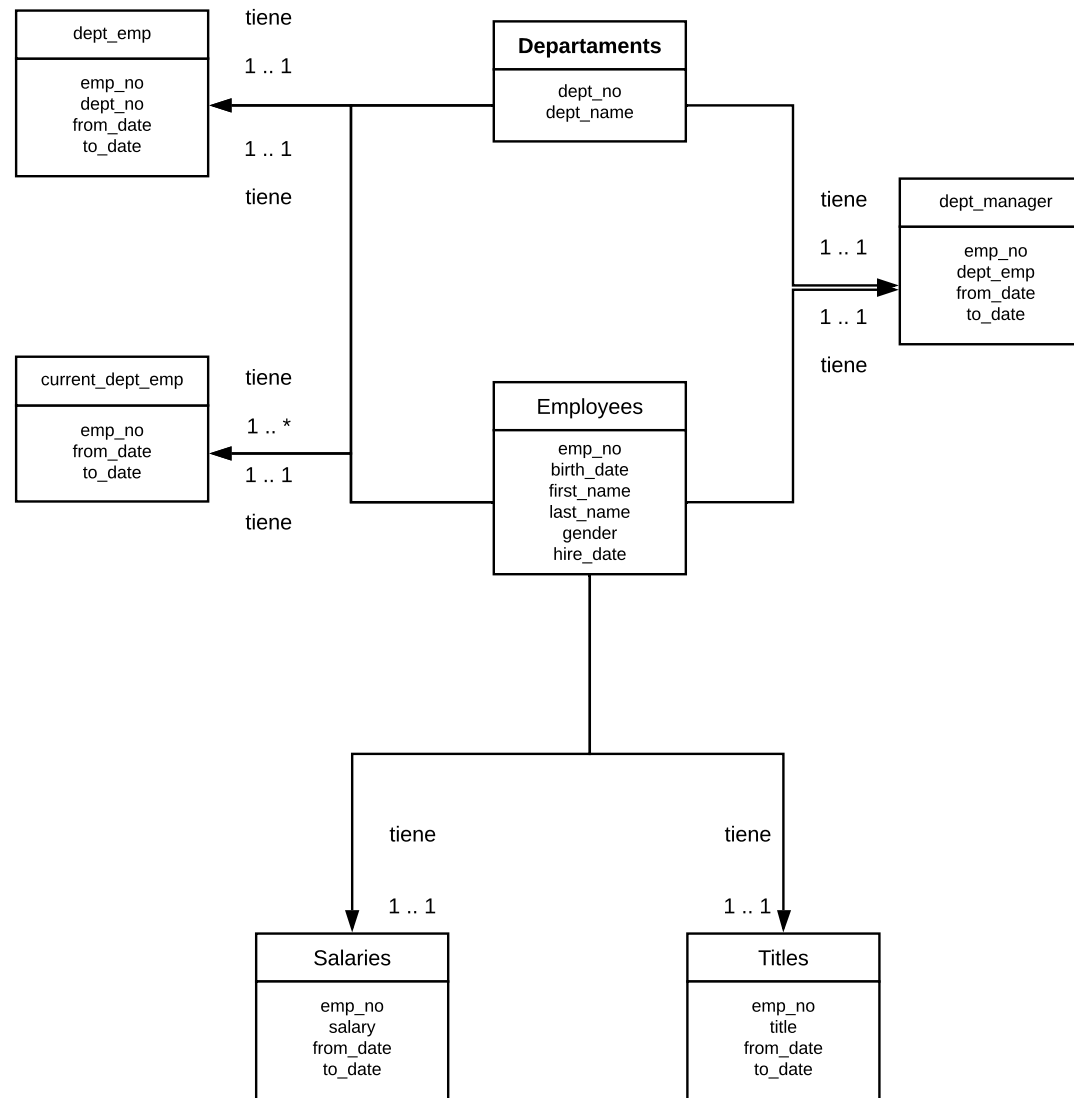 dept_emp
emp_no
dept_no
from_date
to_date
tiene
1 .. 1
1 .. 1
tiene
Departaments
dept_no
dept_name
tiene
1 .. 1
1 .. 1
tiene
dept_manager
emp_no
dept_emp
from_date
to_date
current_dept_emp
emp_no
from_date
to_date
tiene
1 .. *
1 .. 1
tiene
Employees
emp_no
birth_date
first_name
last_name
gender
hire_date
tiene
1 .. 1
tiene
1 .. 1
Salaries
emp_no
salary
from_date
to_date
Titles
emp_no
title
from_date
to_date